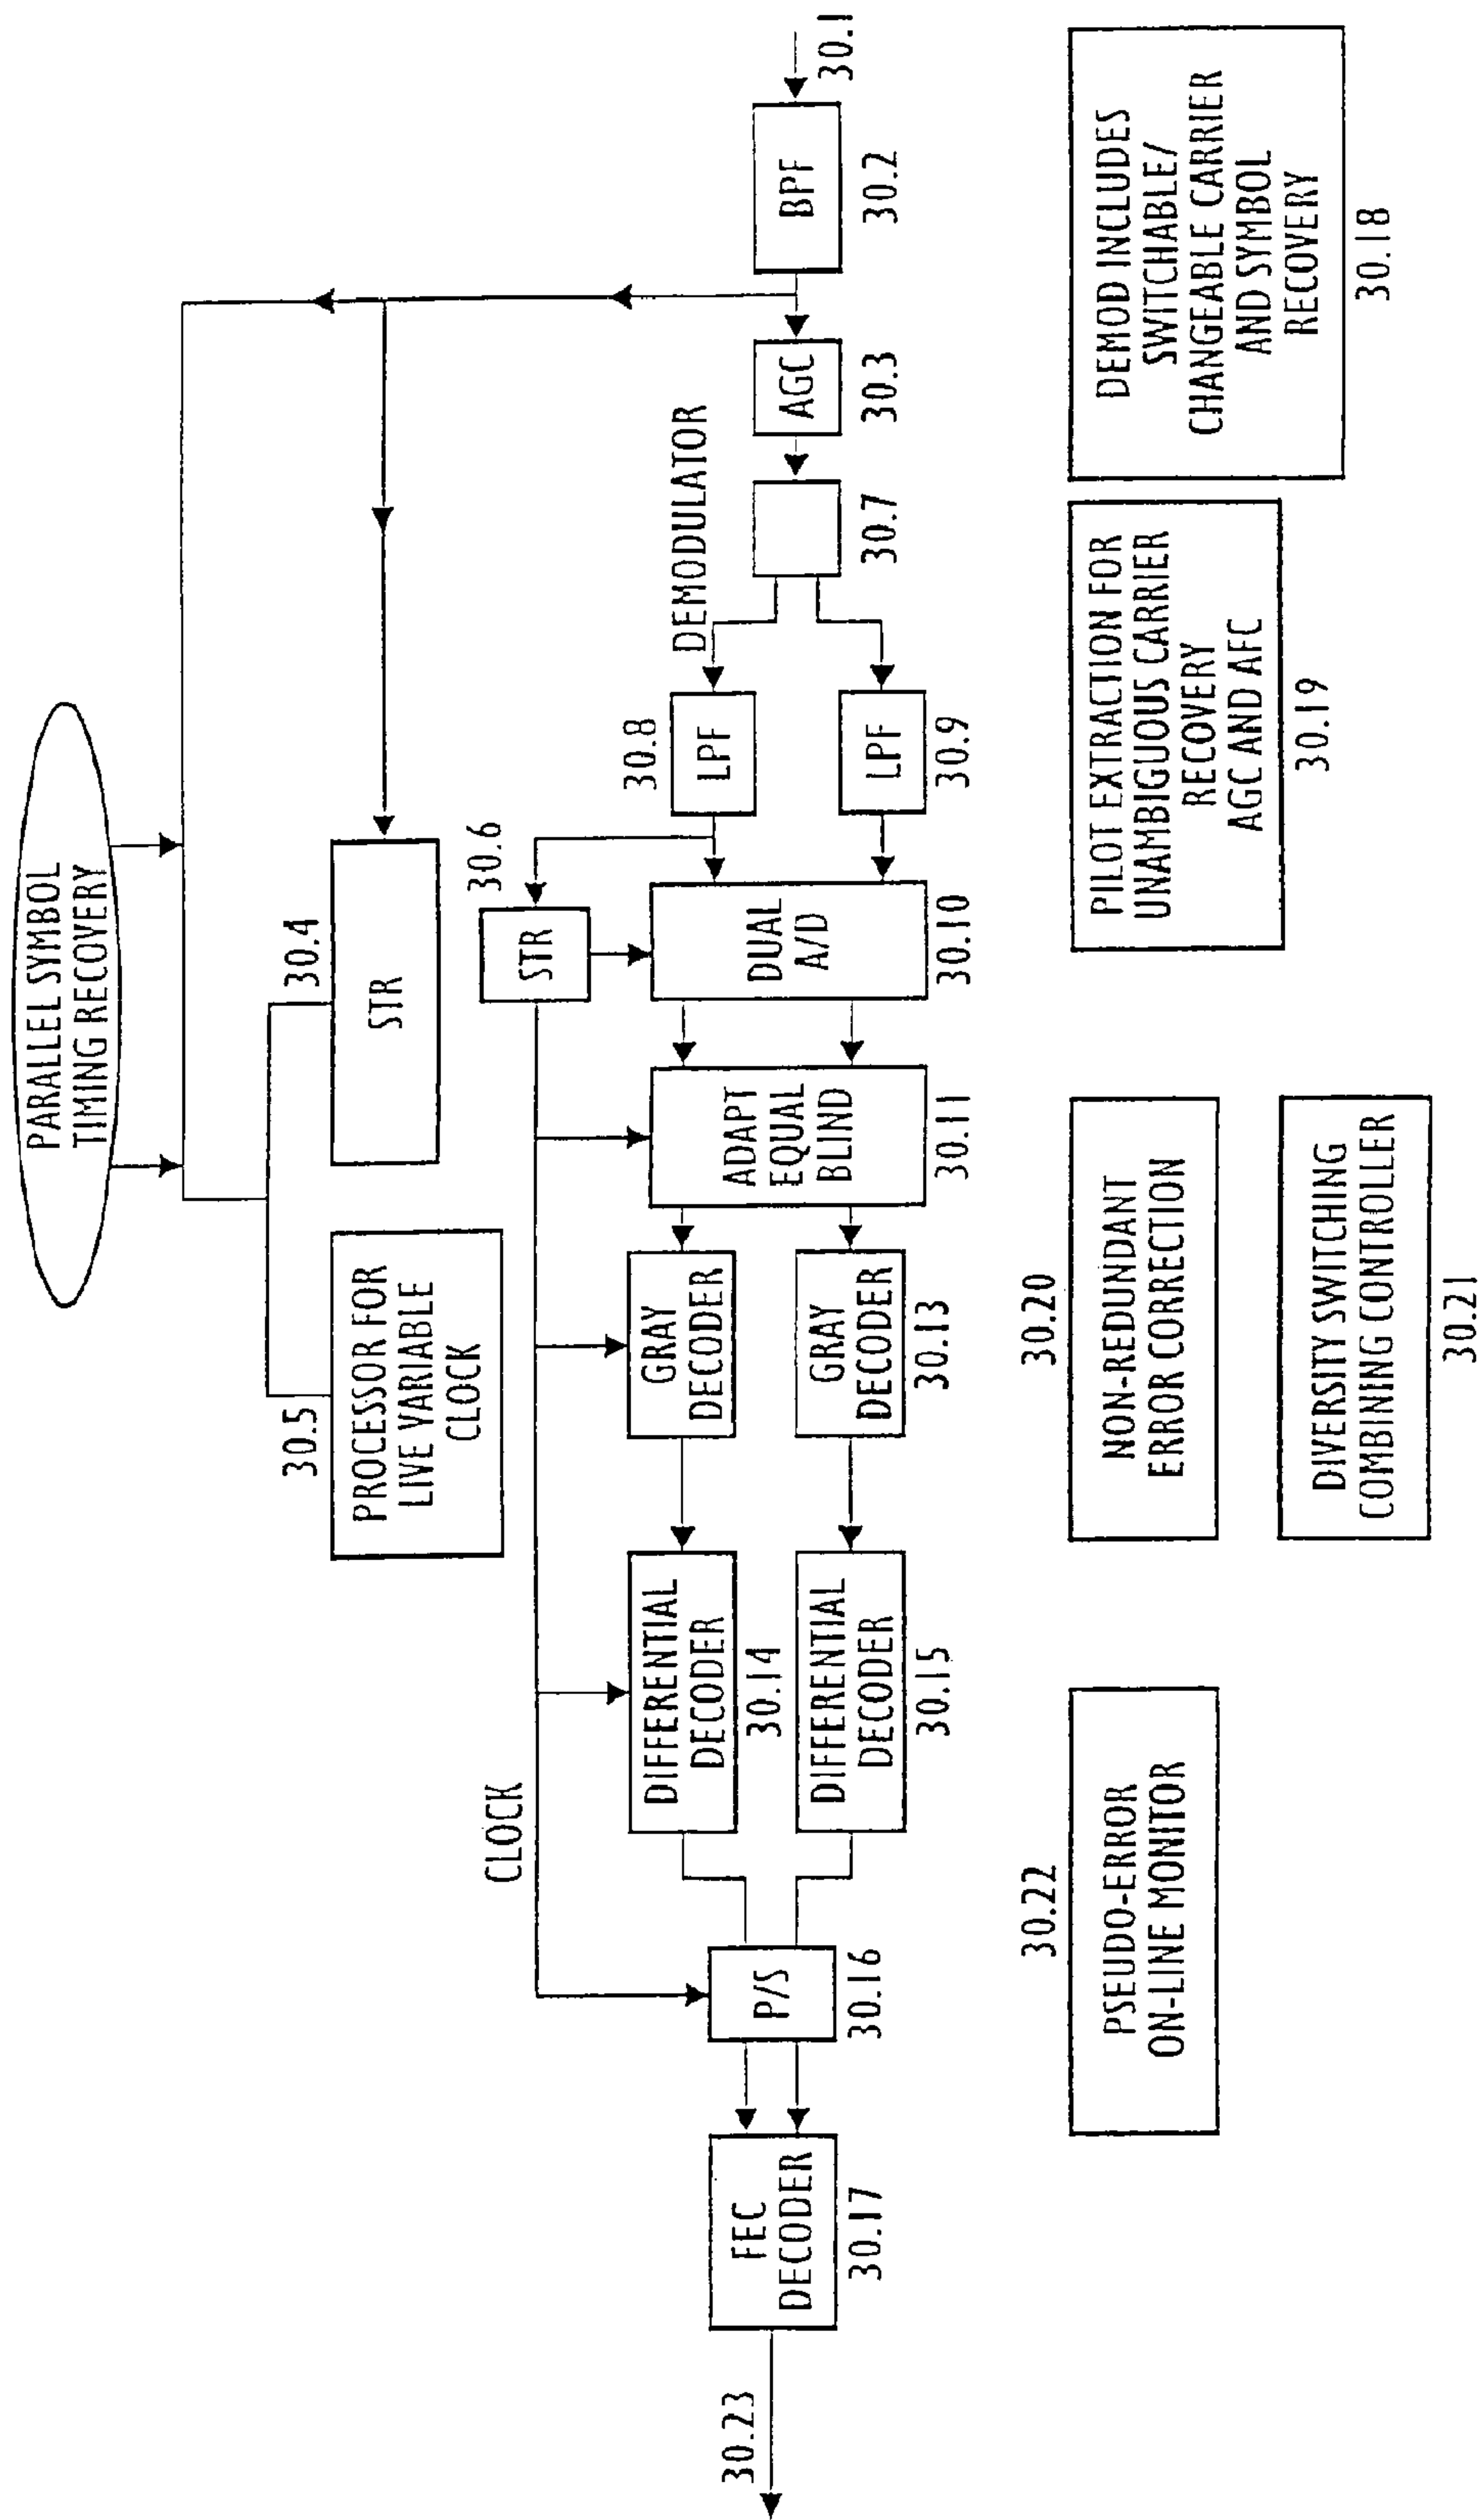 PARALLEL SYMBOL
TIMING RECOVERY
30.1
BPF
30.2
AGC
30.3
DEMODULATOR
30.7
30.8
LPF
LPF
30.9
30.4
STR
30.5
PROCESSOR FOR
LIVE VARIABLE
CLOCK
30.6
STR
DUAL
A/D
30.10
ADAPT
EQUAL
BLIND
30.11
GRAY
DECODER
GRAY
DECODER
30.13
DIFFERENTIAL
DECODER
30.14
DIFFERENTIAL
DECODER
30.15
CLOCK
P/S
30.16
FEC
DECODER
30.17
30.23
DEMOD INCLUDES
SWITCHABLE/
CHANGEABLE CARRIER
AND SYMBOL
RECOVERY
30.18
PILOT EXTRACTION FOR
UNAMBIGUOUS CARRIER
RECOVERY
AGC AND AFC
30.19
30.20
NON-REDUNDANT
ERROR CORRECTION
DIVERSITY SWITCHING
COMBINING CONTROLLER
30.21
30.22
PSEUDO-ERROR
ON-LINE MONITOR